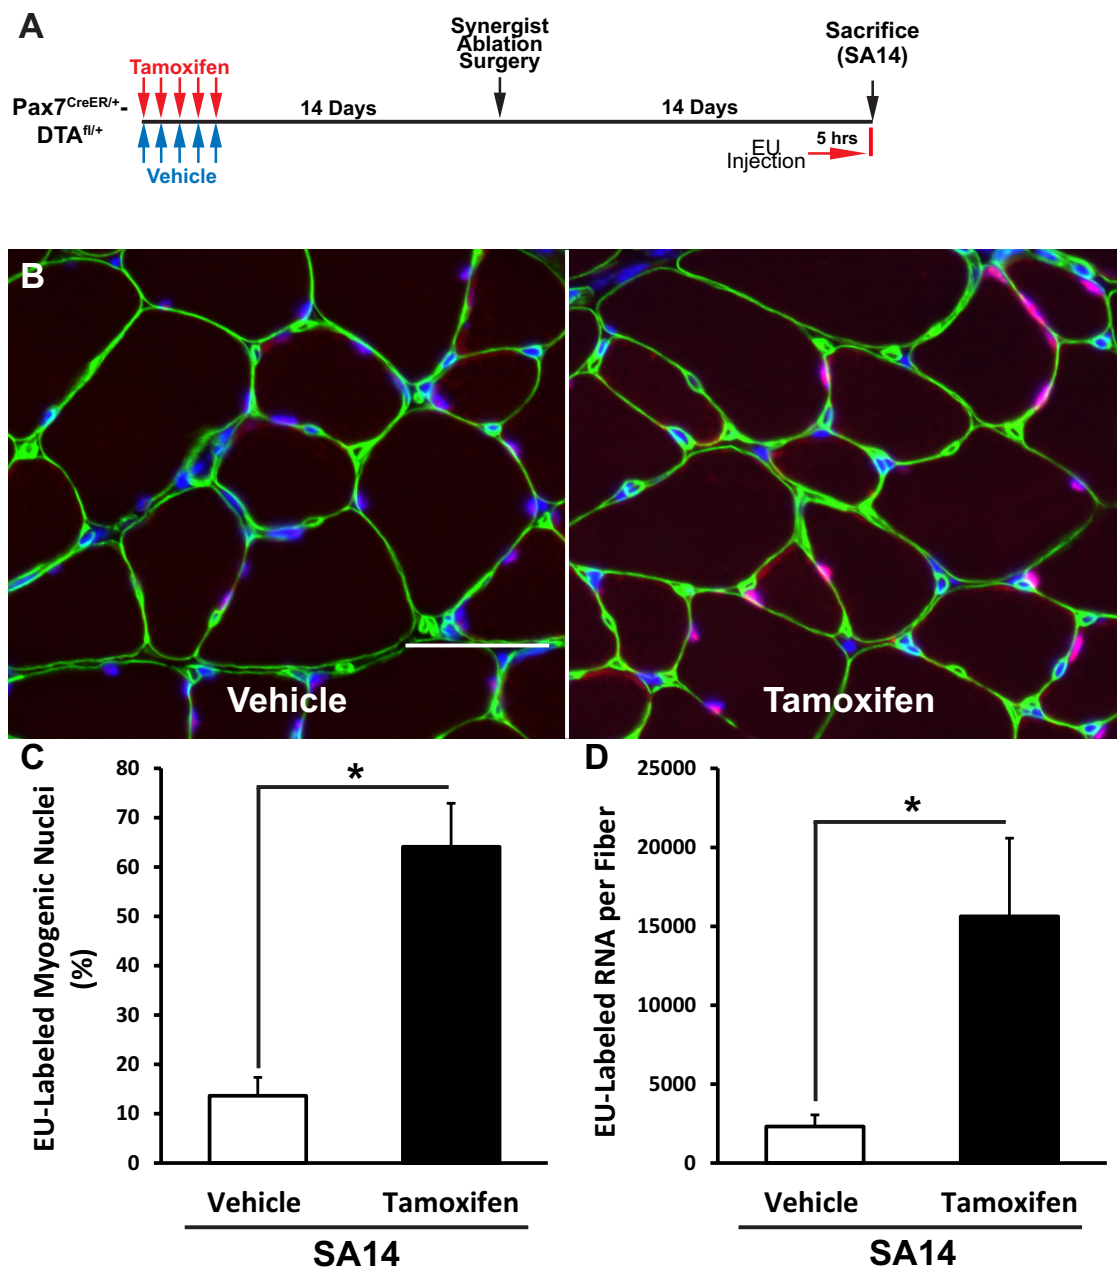 A
Tamoxifen
Pax7CreER/+-
DTAfl/+
Vehicle
14 Days
Synergist
Ablation
Surgery
14 Days
Sacrifice
(SA14)
EU
Injection
5 hrs
B
Vehicle
Tamoxifen
C
EU-Labeled Myogenic Nuclei
(%)
80
70
60
50
40
30
20
10
0
*
Vehicle
Tamoxifen
SA14
D
EU-Labeled RNA per Fiber
25000
20000
15000
10000
5000
0
*
Vehicle
Tamoxifen
SA14